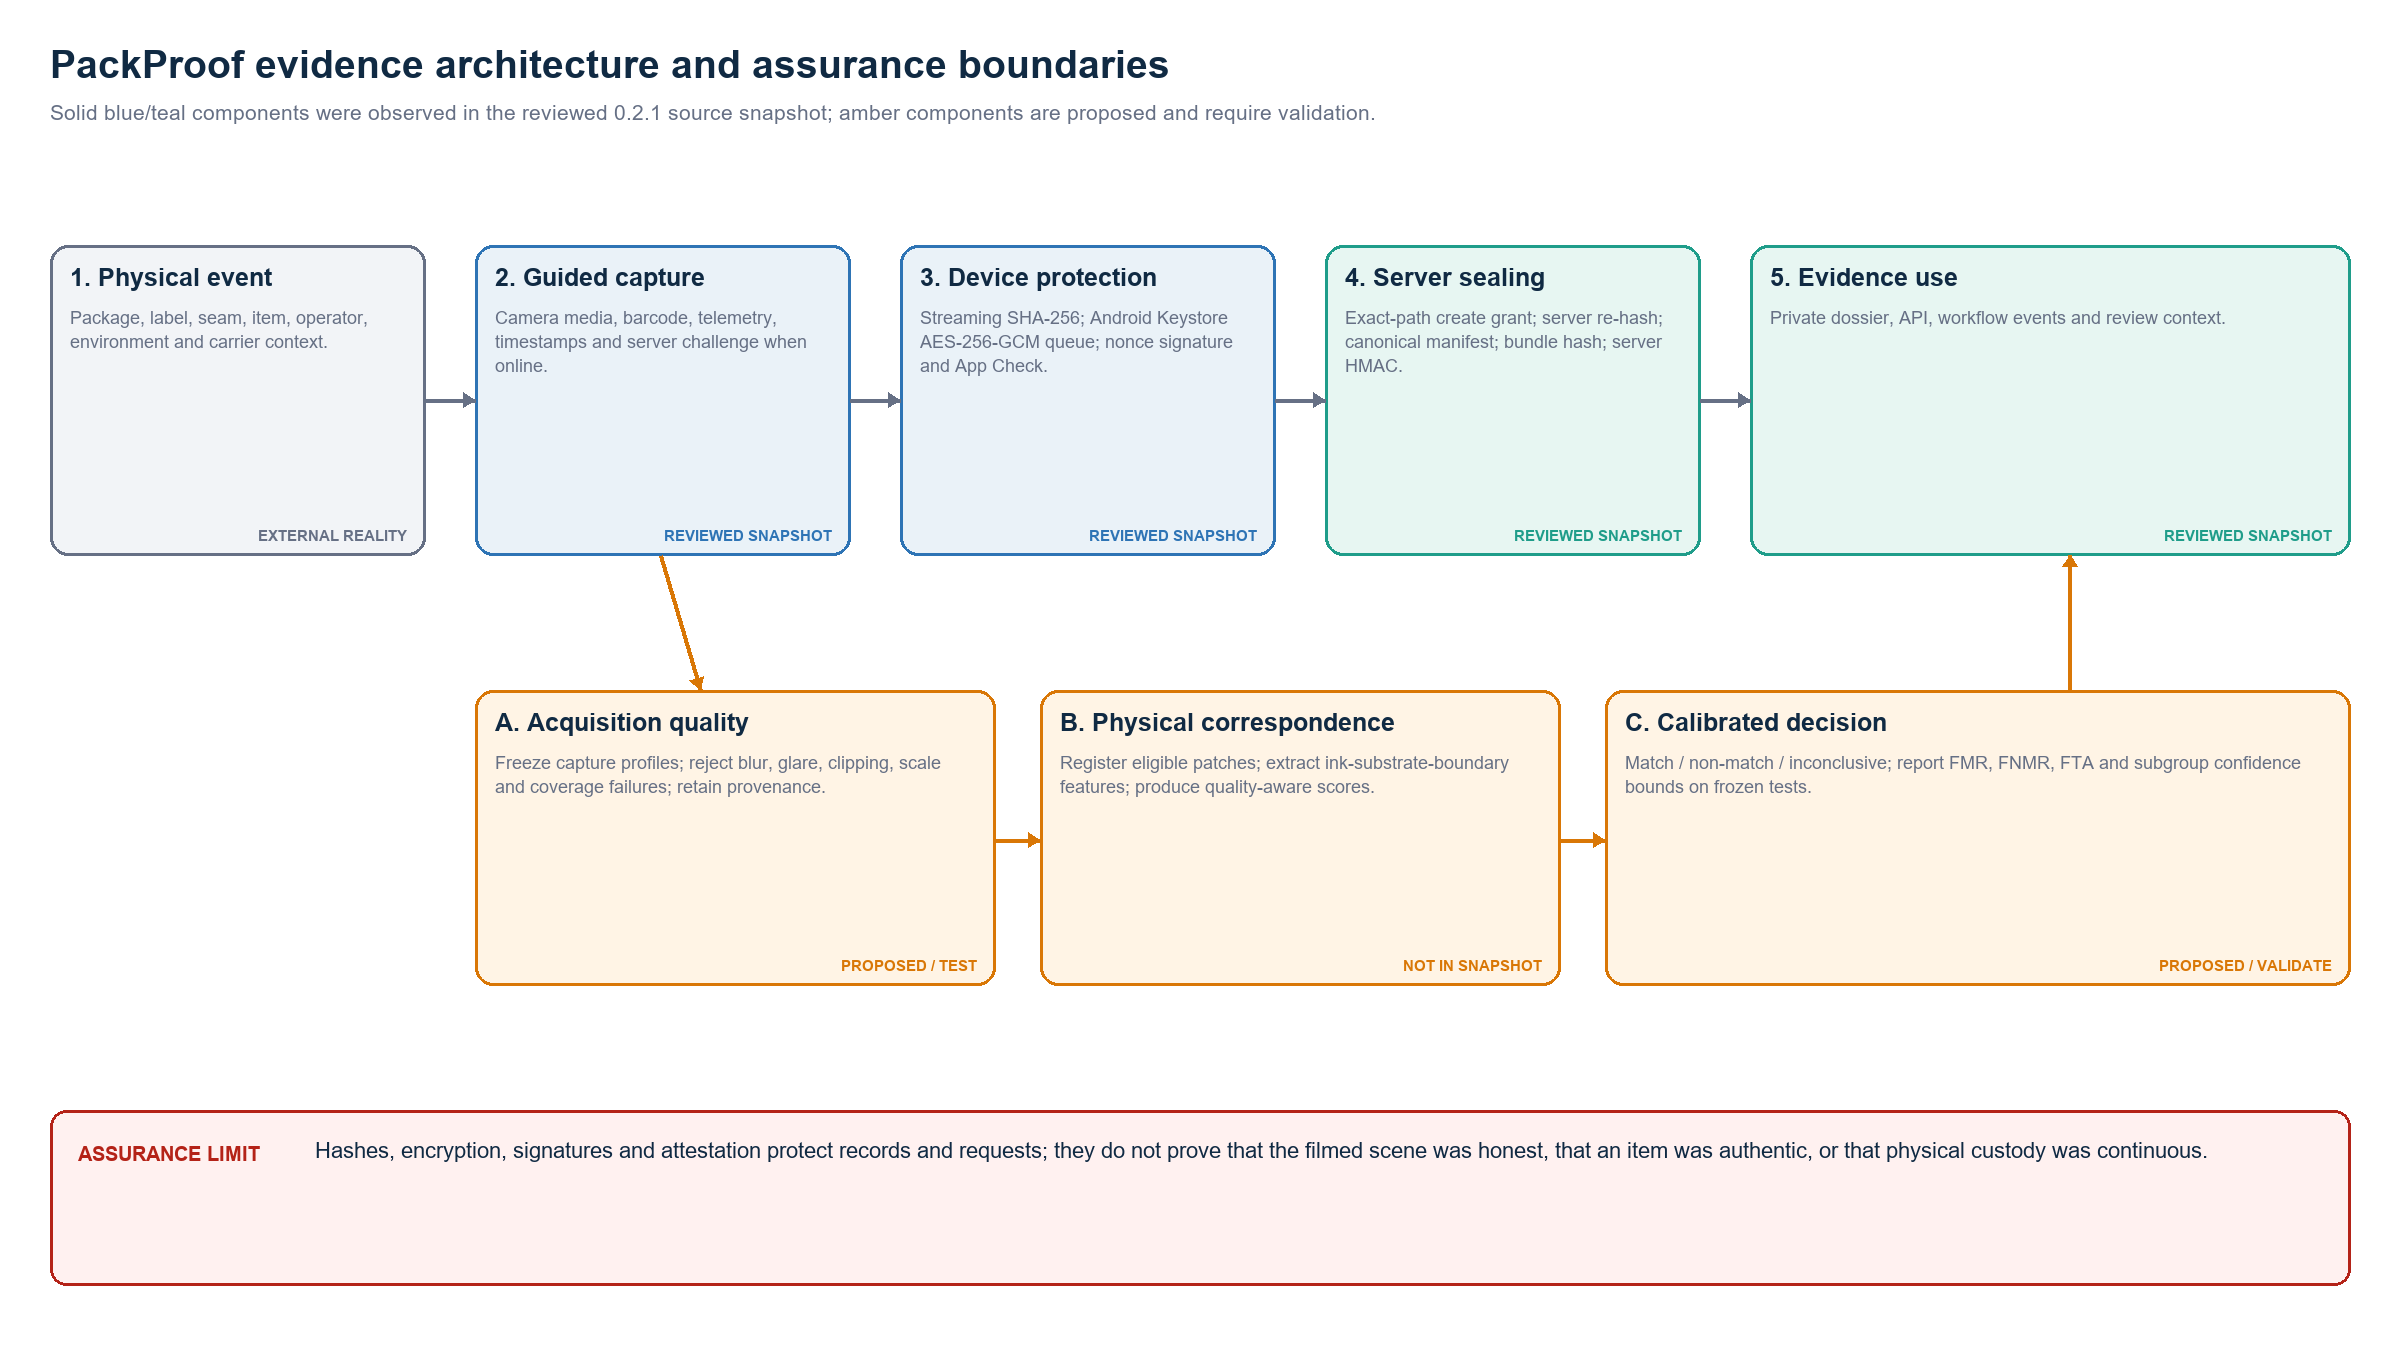 PackProof evidence architecture and assurance boundaries
Solid blue/teal components were observed in the reviewed 0.2.1 source snapshot; amber components are proposed and require validation.
1. Physical event
Package, label, seam, item, operator,
environment and carrier context.
EXTERNAL REALITY
2. Guided capture
Camera media, barcode, telemetry,
timestamps and server challenge when
online.
REVIEWED SNAPSHOT
3. Device protection
Streaming SHA-256; Android Keystore
AES-256-GCM queue; nonce signature
and App Check.
REVIEWED SNAPSHOT
4. Server sealing
Exact-path create grant; server re-hash;
canonical manifest; bundle hash; server
HMAC.
REVIEWED SNAPSHOT
5. Evidence use
Private dossier, API, workflow events and review context.
REVIEWED SNAPSHOT
A. Acquisition quality
Freeze capture profiles; reject blur, glare, clipping, scale
and coverage failures; retain provenance.
PROPOSED / TEST
B. Physical correspondence
Register eligible patches; extract ink-substrate-boundary
features; produce quality-aware scores.
NOT IN SNAPSHOT
C. Calibrated decision
Match / non-match / inconclusive; report FMR, FNMR, FTA and subgroup confidence
bounds on frozen tests.
PROPOSED / VALIDATE
ASSURANCE LIMIT
Hashes, encryption, signatures and attestation protect records and requests; they do not prove that the filmed scene was honest, that an item was authentic, or that physical custody was continuous.